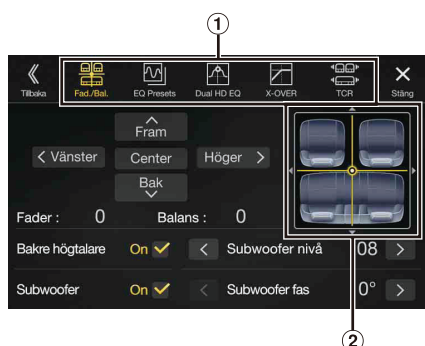 1
Tilbaka Fad./Bal. EQ Presets Dual HD EQ X-OVER TCR Stäng
Fram
Vänster Center Höger
Bak
Fader : 0 Balans : 0
Bakre högtalare On Subwoofer nivå 08
Subwoofer On Subwoofer fas 0°
2